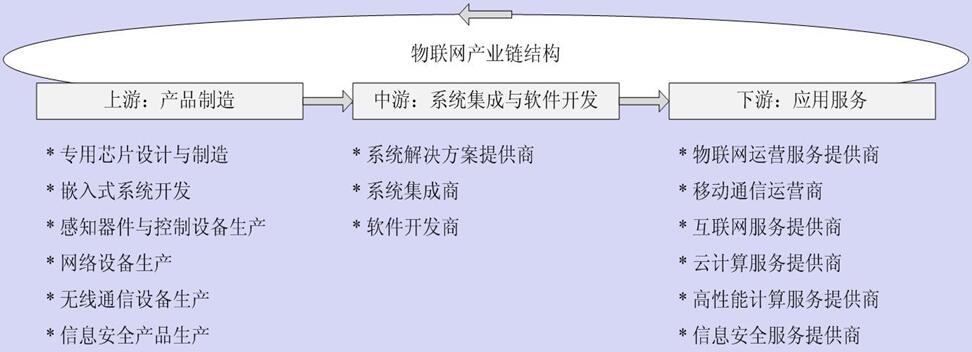 物联网产业链结构
上游：产品制造
中游：系统集成与软件开发
下游：应用服务
* 专用芯片设计与制造
* 嵌入式系统开发
* 感知器件与控制设备生产
* 网络设备生产
* 无线通信设备生产
* 信息安全产品生产
* 系统解决方案提供商
* 系统集成商
* 软件开发商
* 物联网运营服务提供商
* 移动通信运营商
* 互联网服务提供商
* 云计算服务提供商
* 高性能计算服务提供商
* 信息安全服务提供商